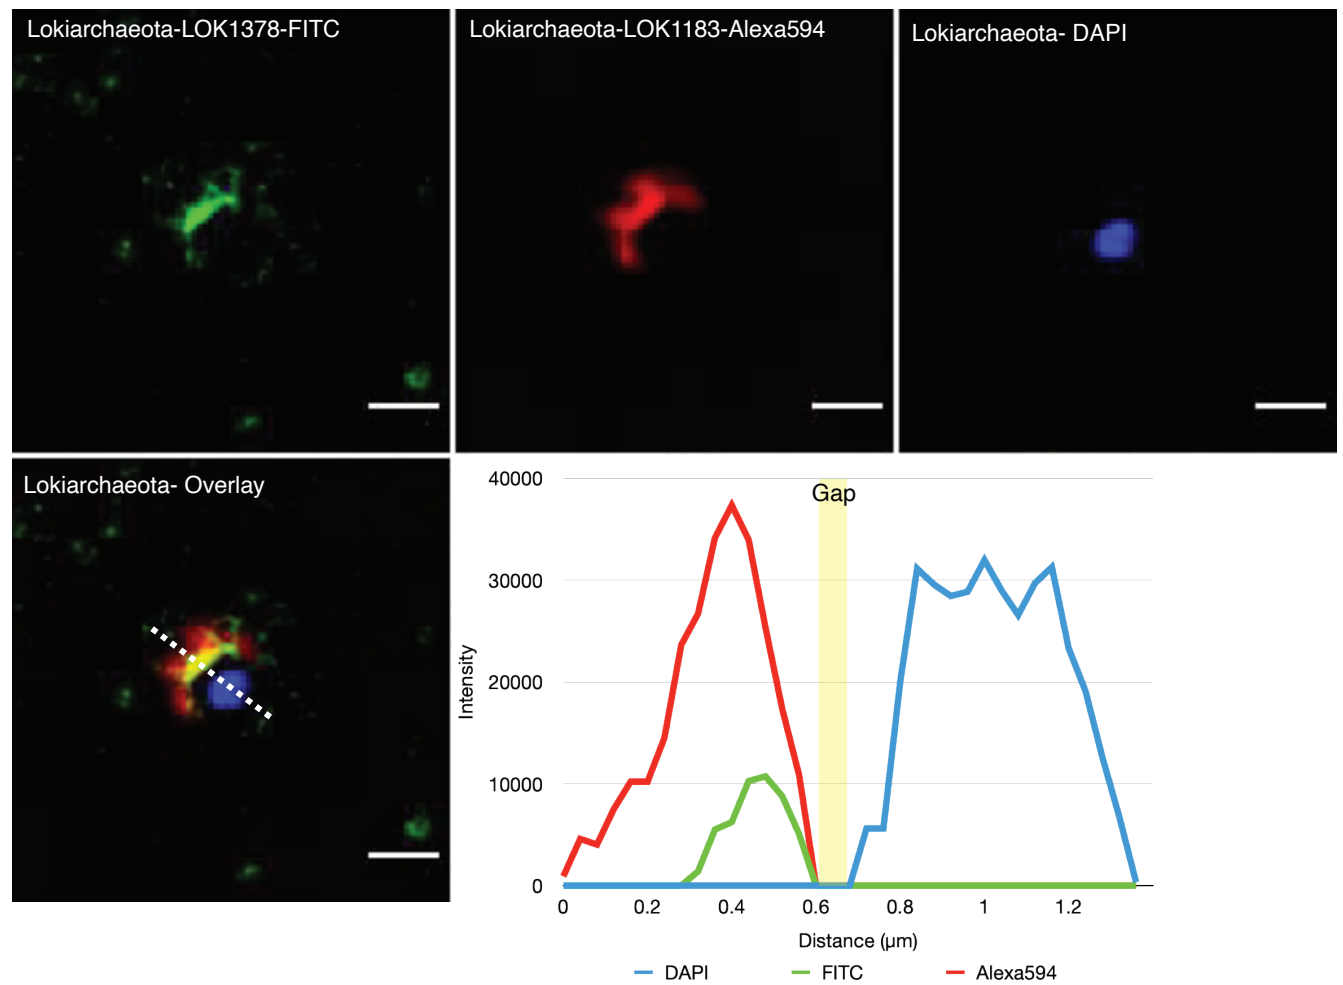 Lokiarchaeota-LOK1378-FITC
Lokiarchaeota-LOK1183-Alexa594
Lokiarchaeota- DAPI
Lokiarchaeota- Overlay
40000
30000
20000
10000
0
Intensity
Gap
0 0.2 0.4 0.6 0.8 1 1.2
Distance (µm)
DAPI FITC Alexa594